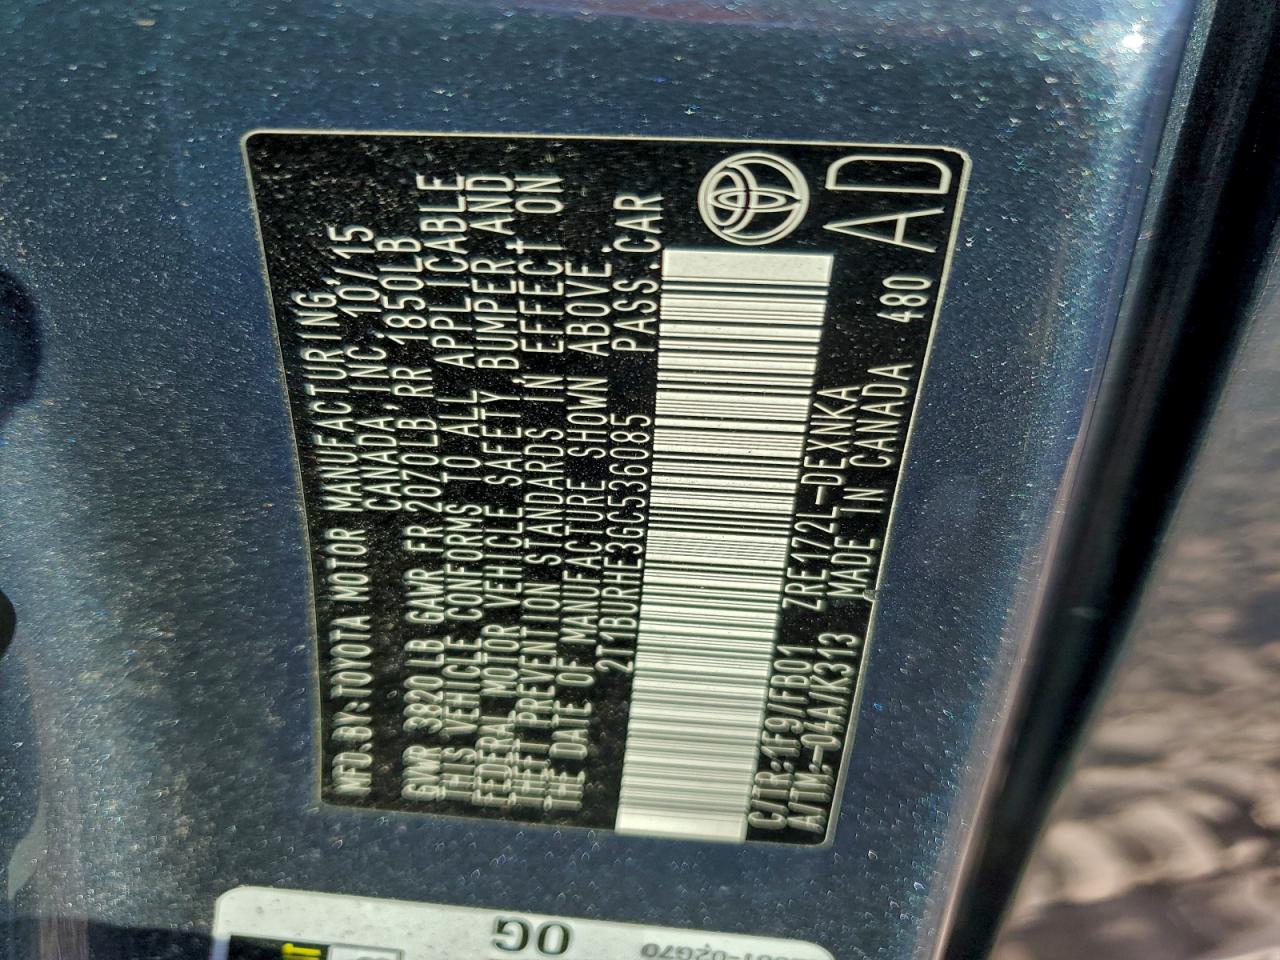 MFD.BY:TOYOTA MOTOR MANUFACTURING,
CANADA, INC. 10/15
GVWR 3820LB GAWR FR 2070LB, RR 1850LB
THIS VEHICLE CONFORMS TO ALL APPLICABLE
FEDERAL MOTOR VEHICLE SAFETY, BUMPER, AND
THEFT PREVENTION STANDARDS IN EFFECT ON
THE DATE OF MANUFACTURE SHOWN ABOVE.
2T1BURHE3GC536085 PASS.CAR
C/TR:1F9/FB01 ZRE172L-DEXNKA
A/TM:-04A/K313 MADE IN CANADA 480 AD
OG